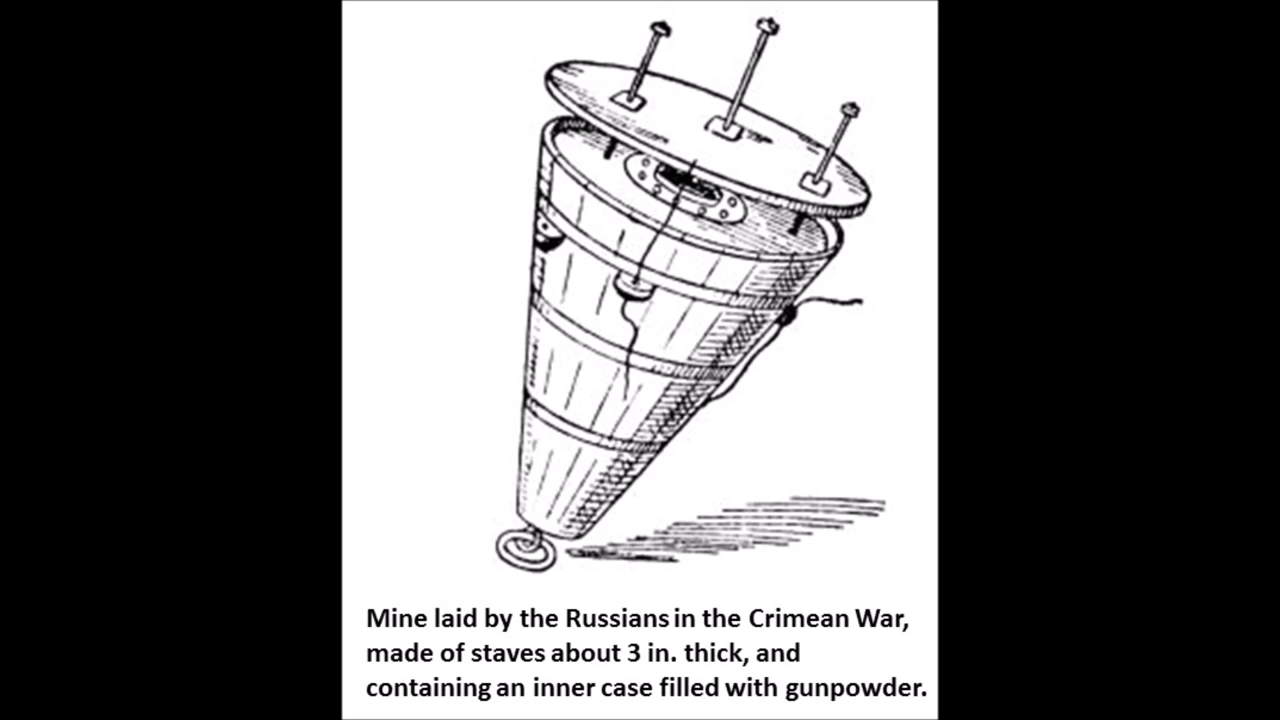 Mine laid by the Russians in the Crimean War,
made of staves about 3 in. thick, and
containing an inner case filled with gunpowder.